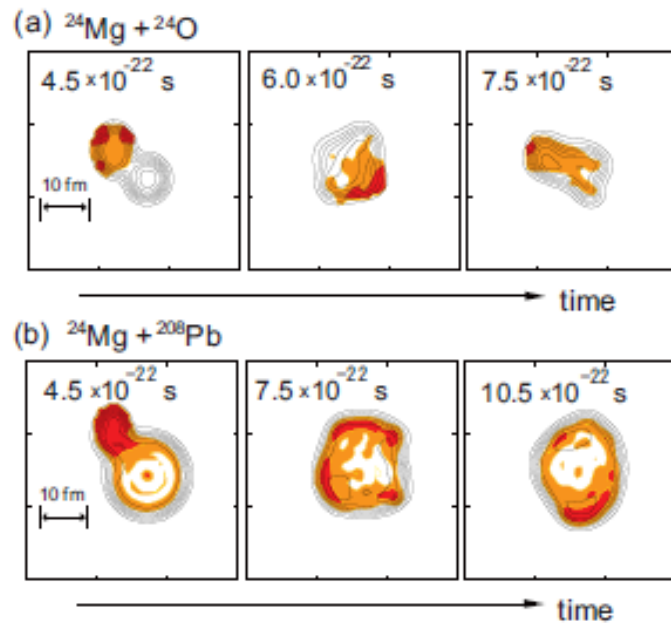 (a) ²⁴Mg + ²⁴O
4.5 ×10⁻²² s 6.0 ×10⁻²² s 7.5 ×10⁻²² s
10 fm
time
(b) ²⁴Mg + ²⁰⁸Pb
4.5 ×10⁻²² s 7.5 ×10⁻²² s 10.5 ×10⁻²² s
10 fm
time